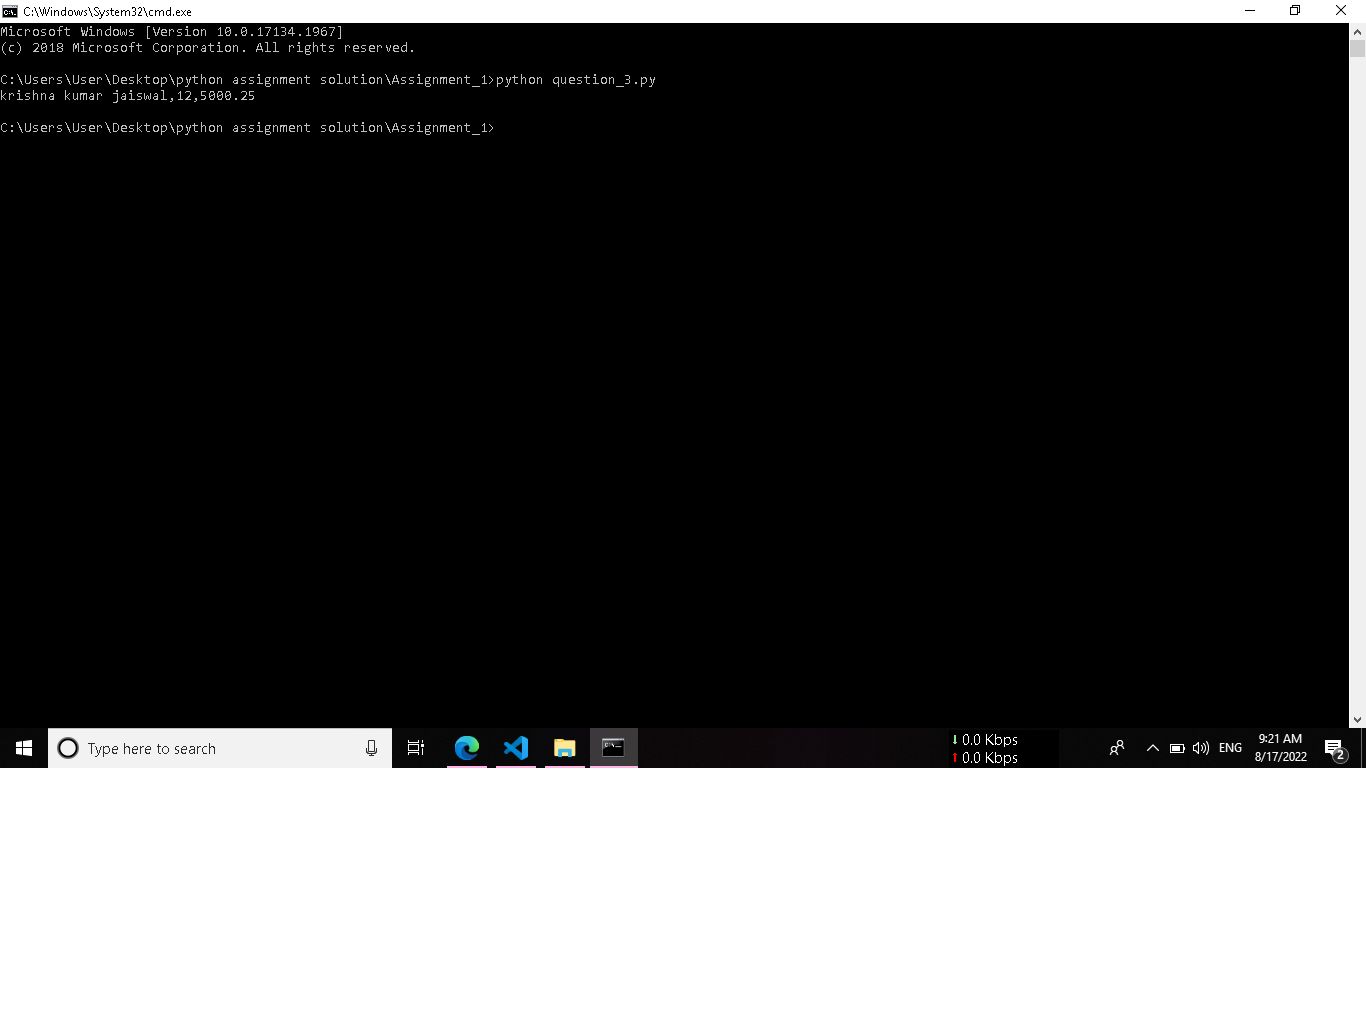 C:\Windows\System32\cmd.exe
Microsoft Windows [Version 10.0.17134.1967]
(c) 2018 Microsoft Corporation. All rights reserved.
C:\Users\User\Desktop\python assignment solution\Assignment_1>python question_3.py
krishna kumar jaiswal,12,5000.25
C:\Users\User\Desktop\python assignment solution\Assignment_1>
Type here to search
0.0 Kbps
0.0 Kbps
ENG
9:21 AM
8/17/2022
2